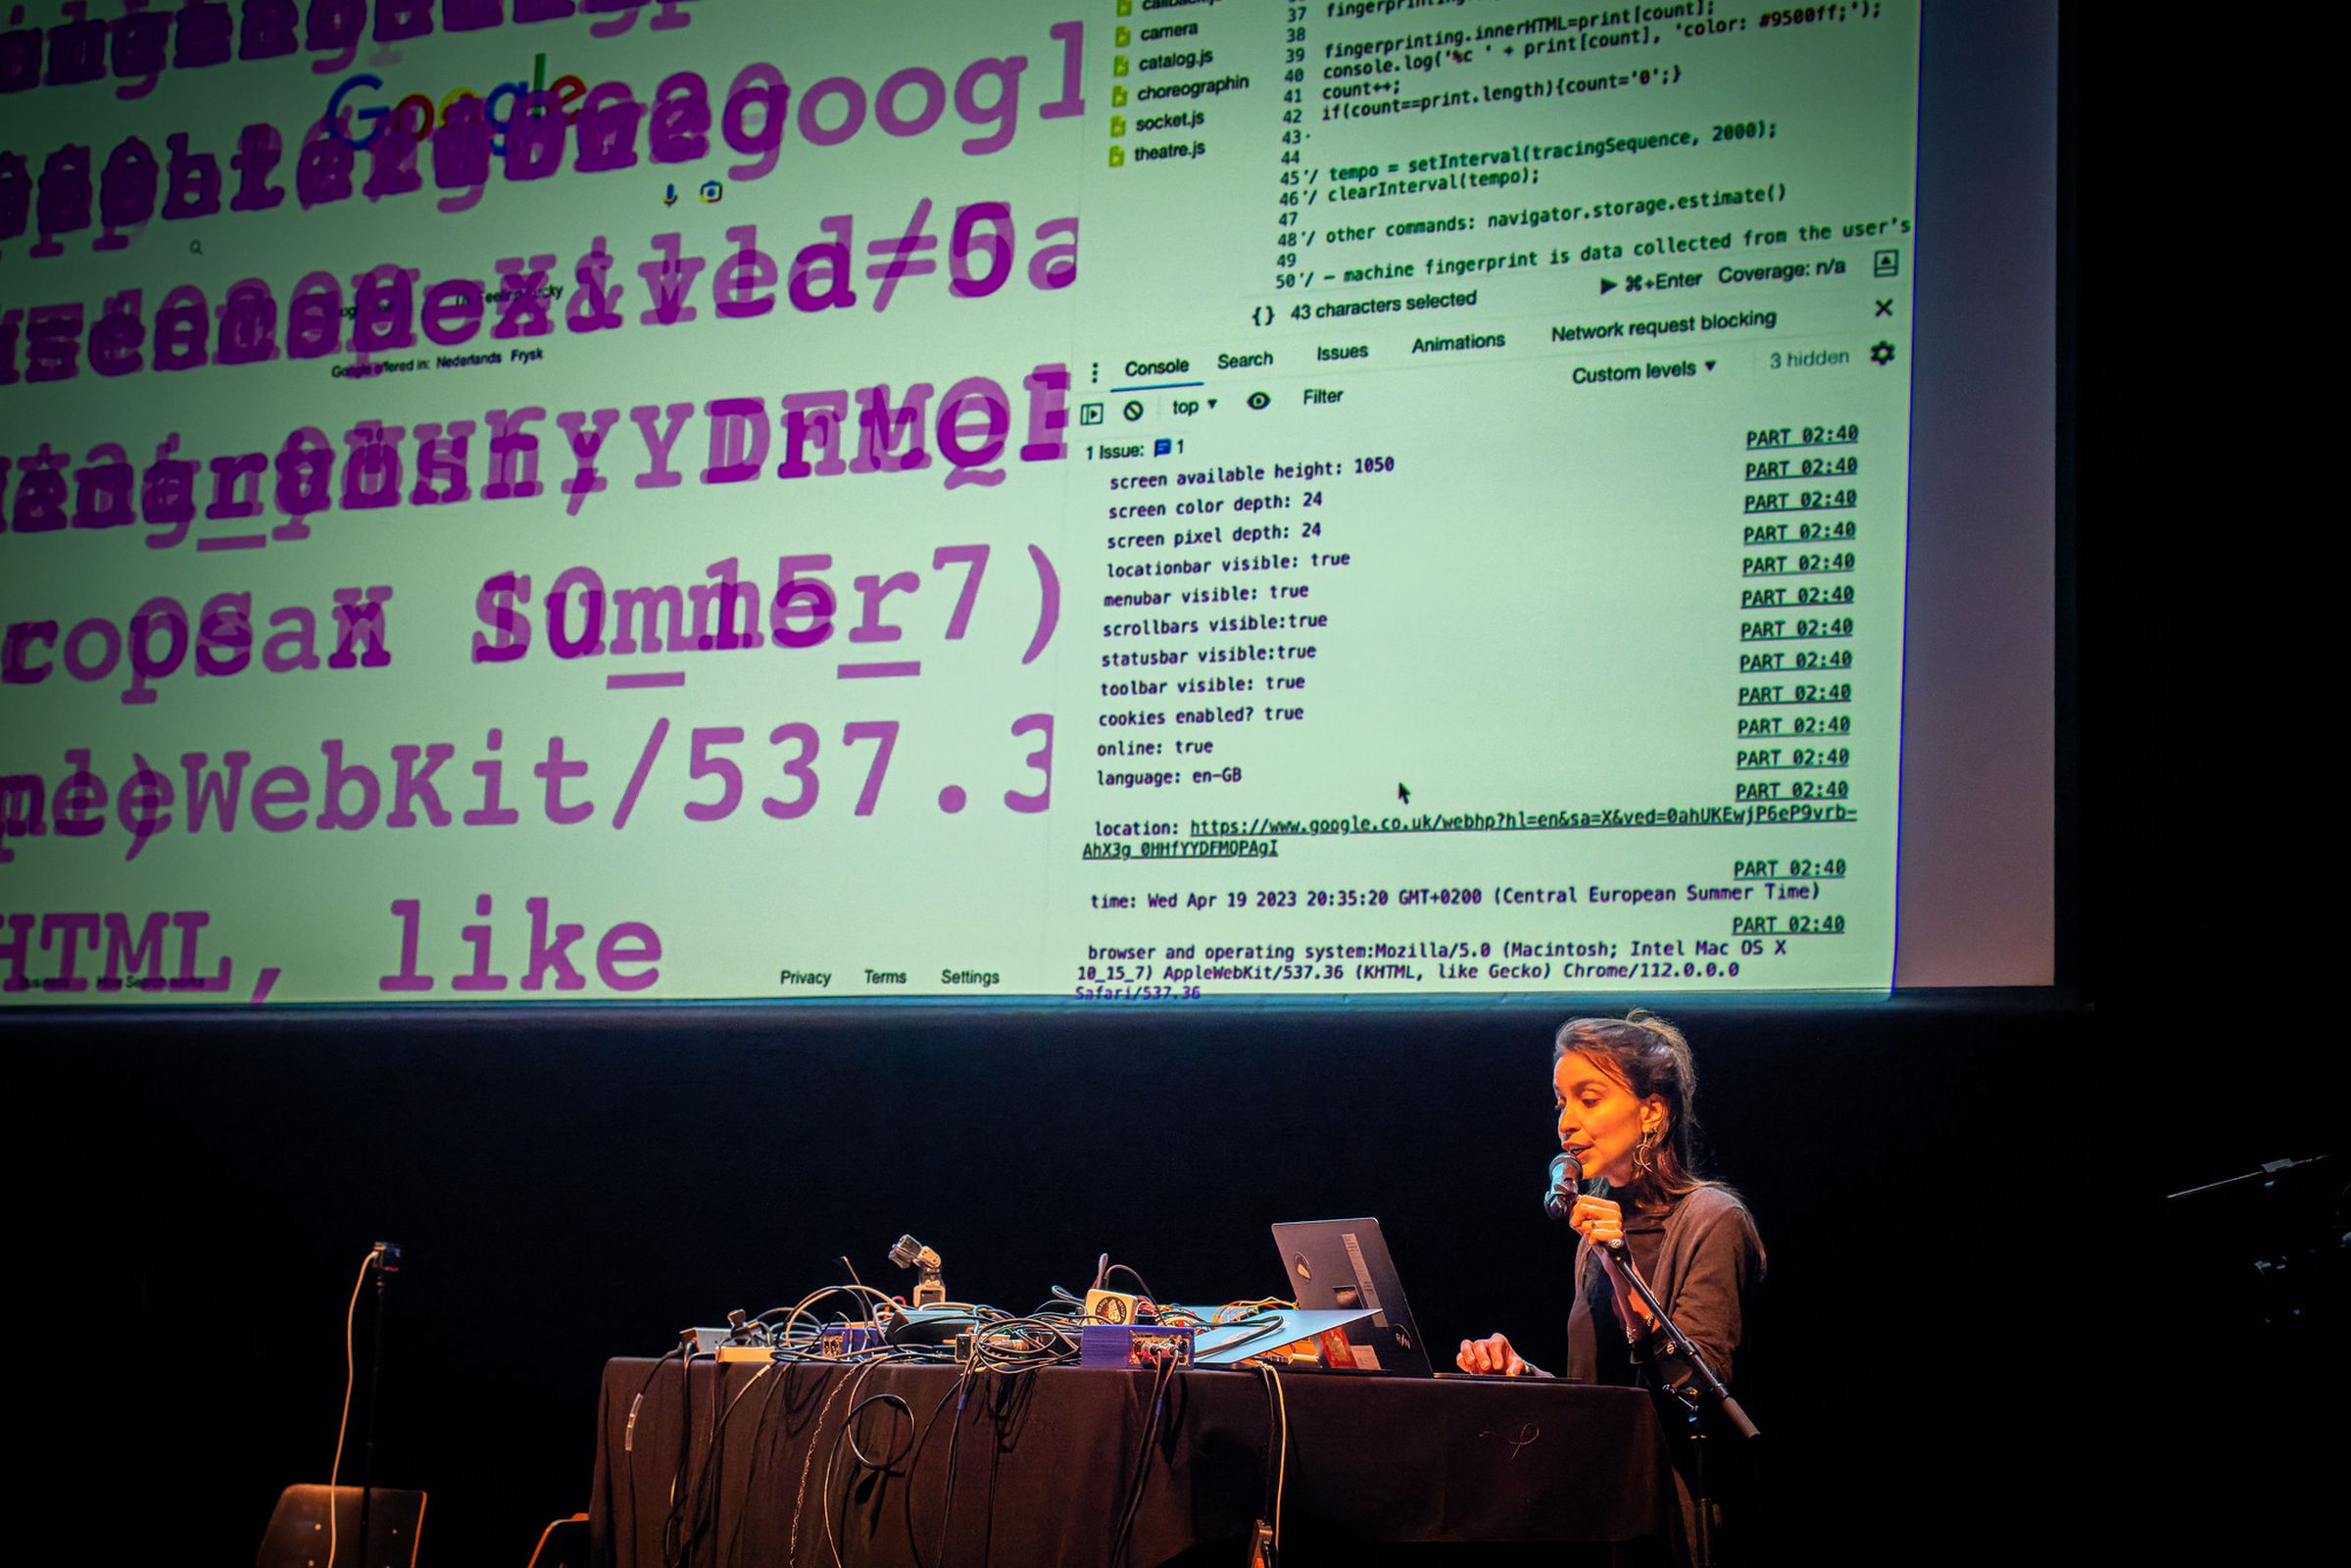 Google
googl
Google offered in: Nederlands Frysk
ropean Summer
AppleWebKit/537.3
HTML, like
Privacy Terms Settings
camera
catalog.js
choreographin
socket.js
theatre.js
37
38
39 fingerprinting.innerHTML=print[count];
40 console.log('%c ' + print[count], 'color: #9500ff;');
41 count++;
42 if(count==print.length){count='0';}
43
44
45 '/ tempo = setInterval(tracingSequence, 2000);
46 '/ clearInterval(tempo);
47
48 '/ other commands: navigator.storage.estimate()
49
50 '/ — machine fingerprint is data collected from the user's
{} 43 characters selected ⌘+Enter Coverage: n/a
Console Search Issues Animations Network request blocking
top Filter Custom levels 3 hidden
1 Issue: 1
PART 02:40
screen available height: 1050 PART 02:40
screen color depth: 24 PART 02:40
screen pixel depth: 24 PART 02:40
locationbar visible: true PART 02:40
menubar visible: true PART 02:40
scrollbars visible:true PART 02:40
statusbar visible:true PART 02:40
toolbar visible: true PART 02:40
cookies enabled? true PART 02:40
online: true PART 02:40
language: en-GB PART 02:40
location: https://www.google.co.uk/webhp?hl=en&sa=X&ved=0ahUKEwjP6eP9vrb-
AhX3g_0HHfYYDFMQPAgI
PART 02:40
time: Wed Apr 19 2023 20:35:20 GMT+0200 (Central European Summer Time)
PART 02:40
browser and operating system:Mozilla/5.0 (Macintosh; Intel Mac OS X
10_15_7) AppleWebKit/537.36 (KHTML, like Gecko) Chrome/112.0.0.0
Safari/537.36